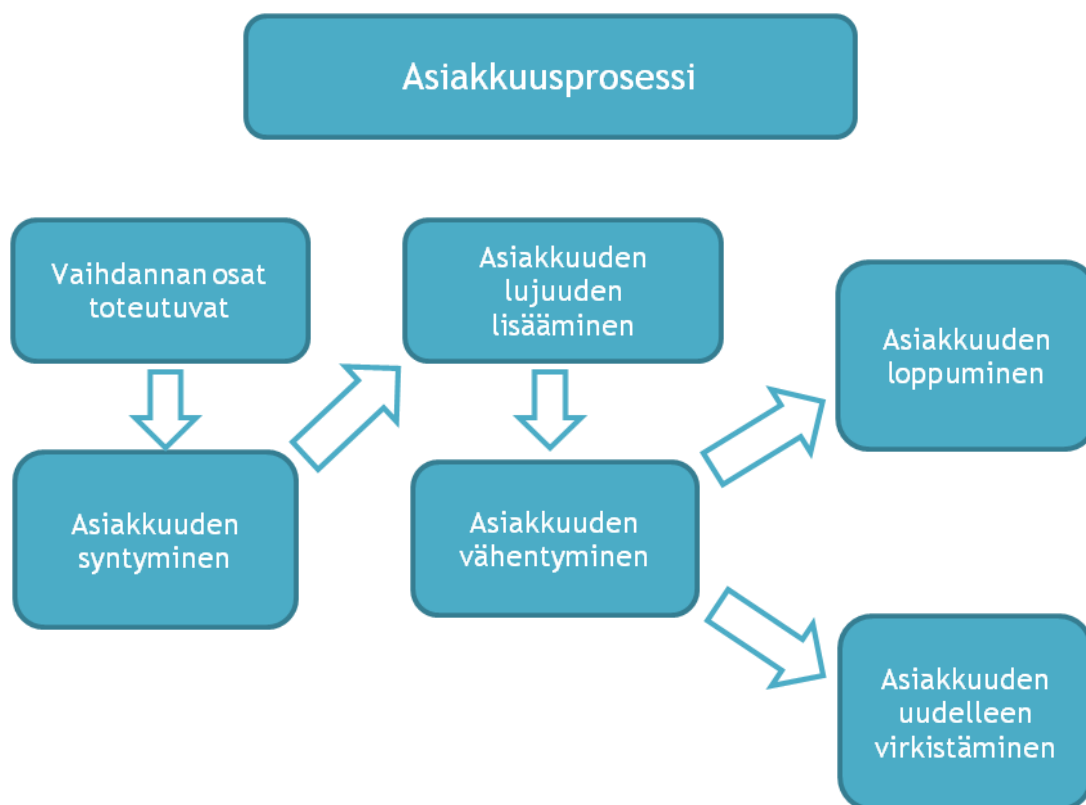 Asiakkuusprosessi
Vaihdannan osat
toteutuvat
Asiakkuuden
syntyminen
Asiakkuuden
lujuuden
lisääminen
Asiakkuuden
vähentyminen
Asiakkuuden
loppuminen
Asiakkuuden
uudelleen
virkistäminen